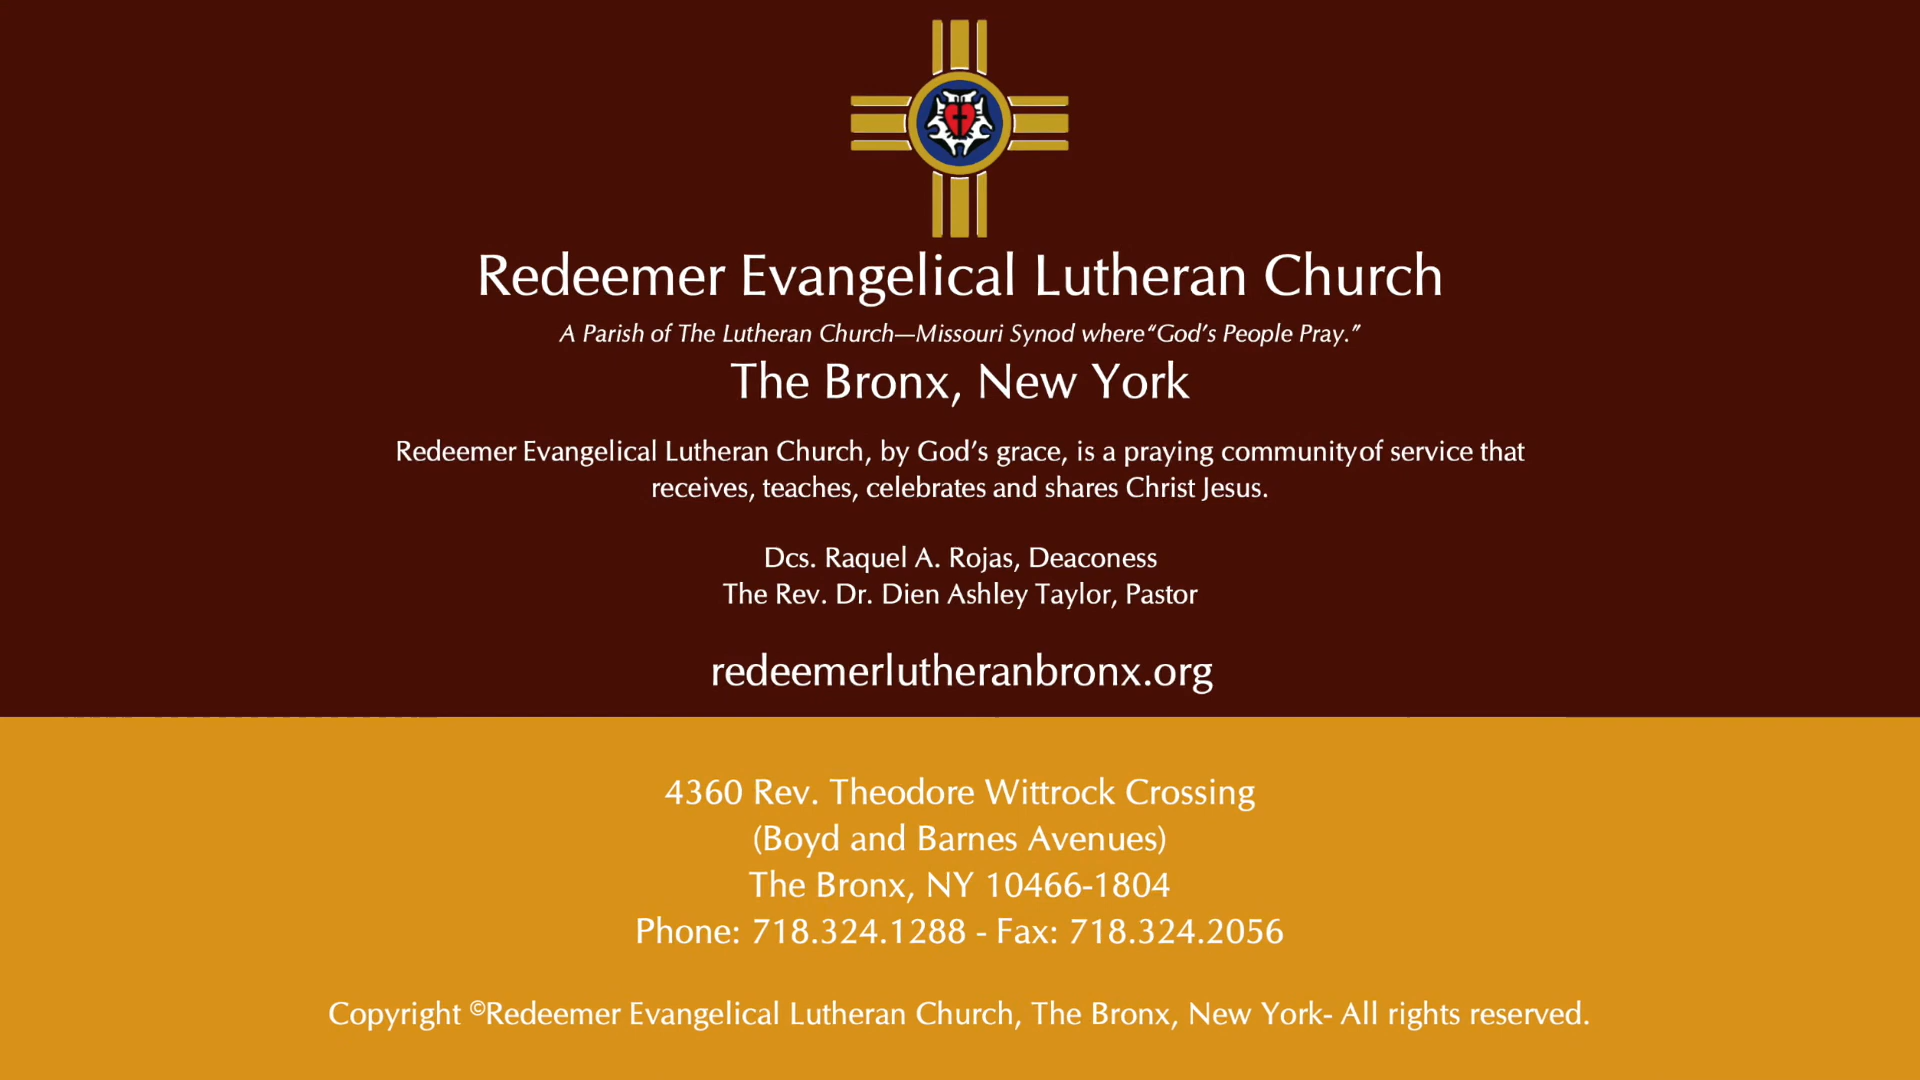 Redeemer Evangelical Lutheran Church
A Parish of The Lutheran Church—Missouri Synod where “God’s People Pray.”
The Bronx, New York
Redeemer Evangelical Lutheran Church, by God’s grace, is a praying community of service that
receives, teaches, celebrates and shares Christ Jesus.
Dcs. Raquel A. Rojas, Deaconess
The Rev. Dr. Dien Ashley Taylor, Pastor
redeemerlutheranbronx.org
4360 Rev. Theodore Wittrock Crossing
(Boyd and Barnes Avenues)
The Bronx, NY 10466-1804
Phone: 718.324.1288 - Fax: 718.324.2056
Copyright ©Redeemer Evangelical Lutheran Church, The Bronx, New York- All rights reserved.